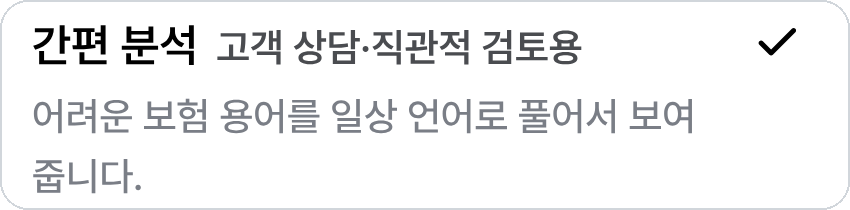 간편 분석 고객 상담·직관적 검토용
어려운 보험 용어를 일상 언어로 풀어서 보여
줍니다.